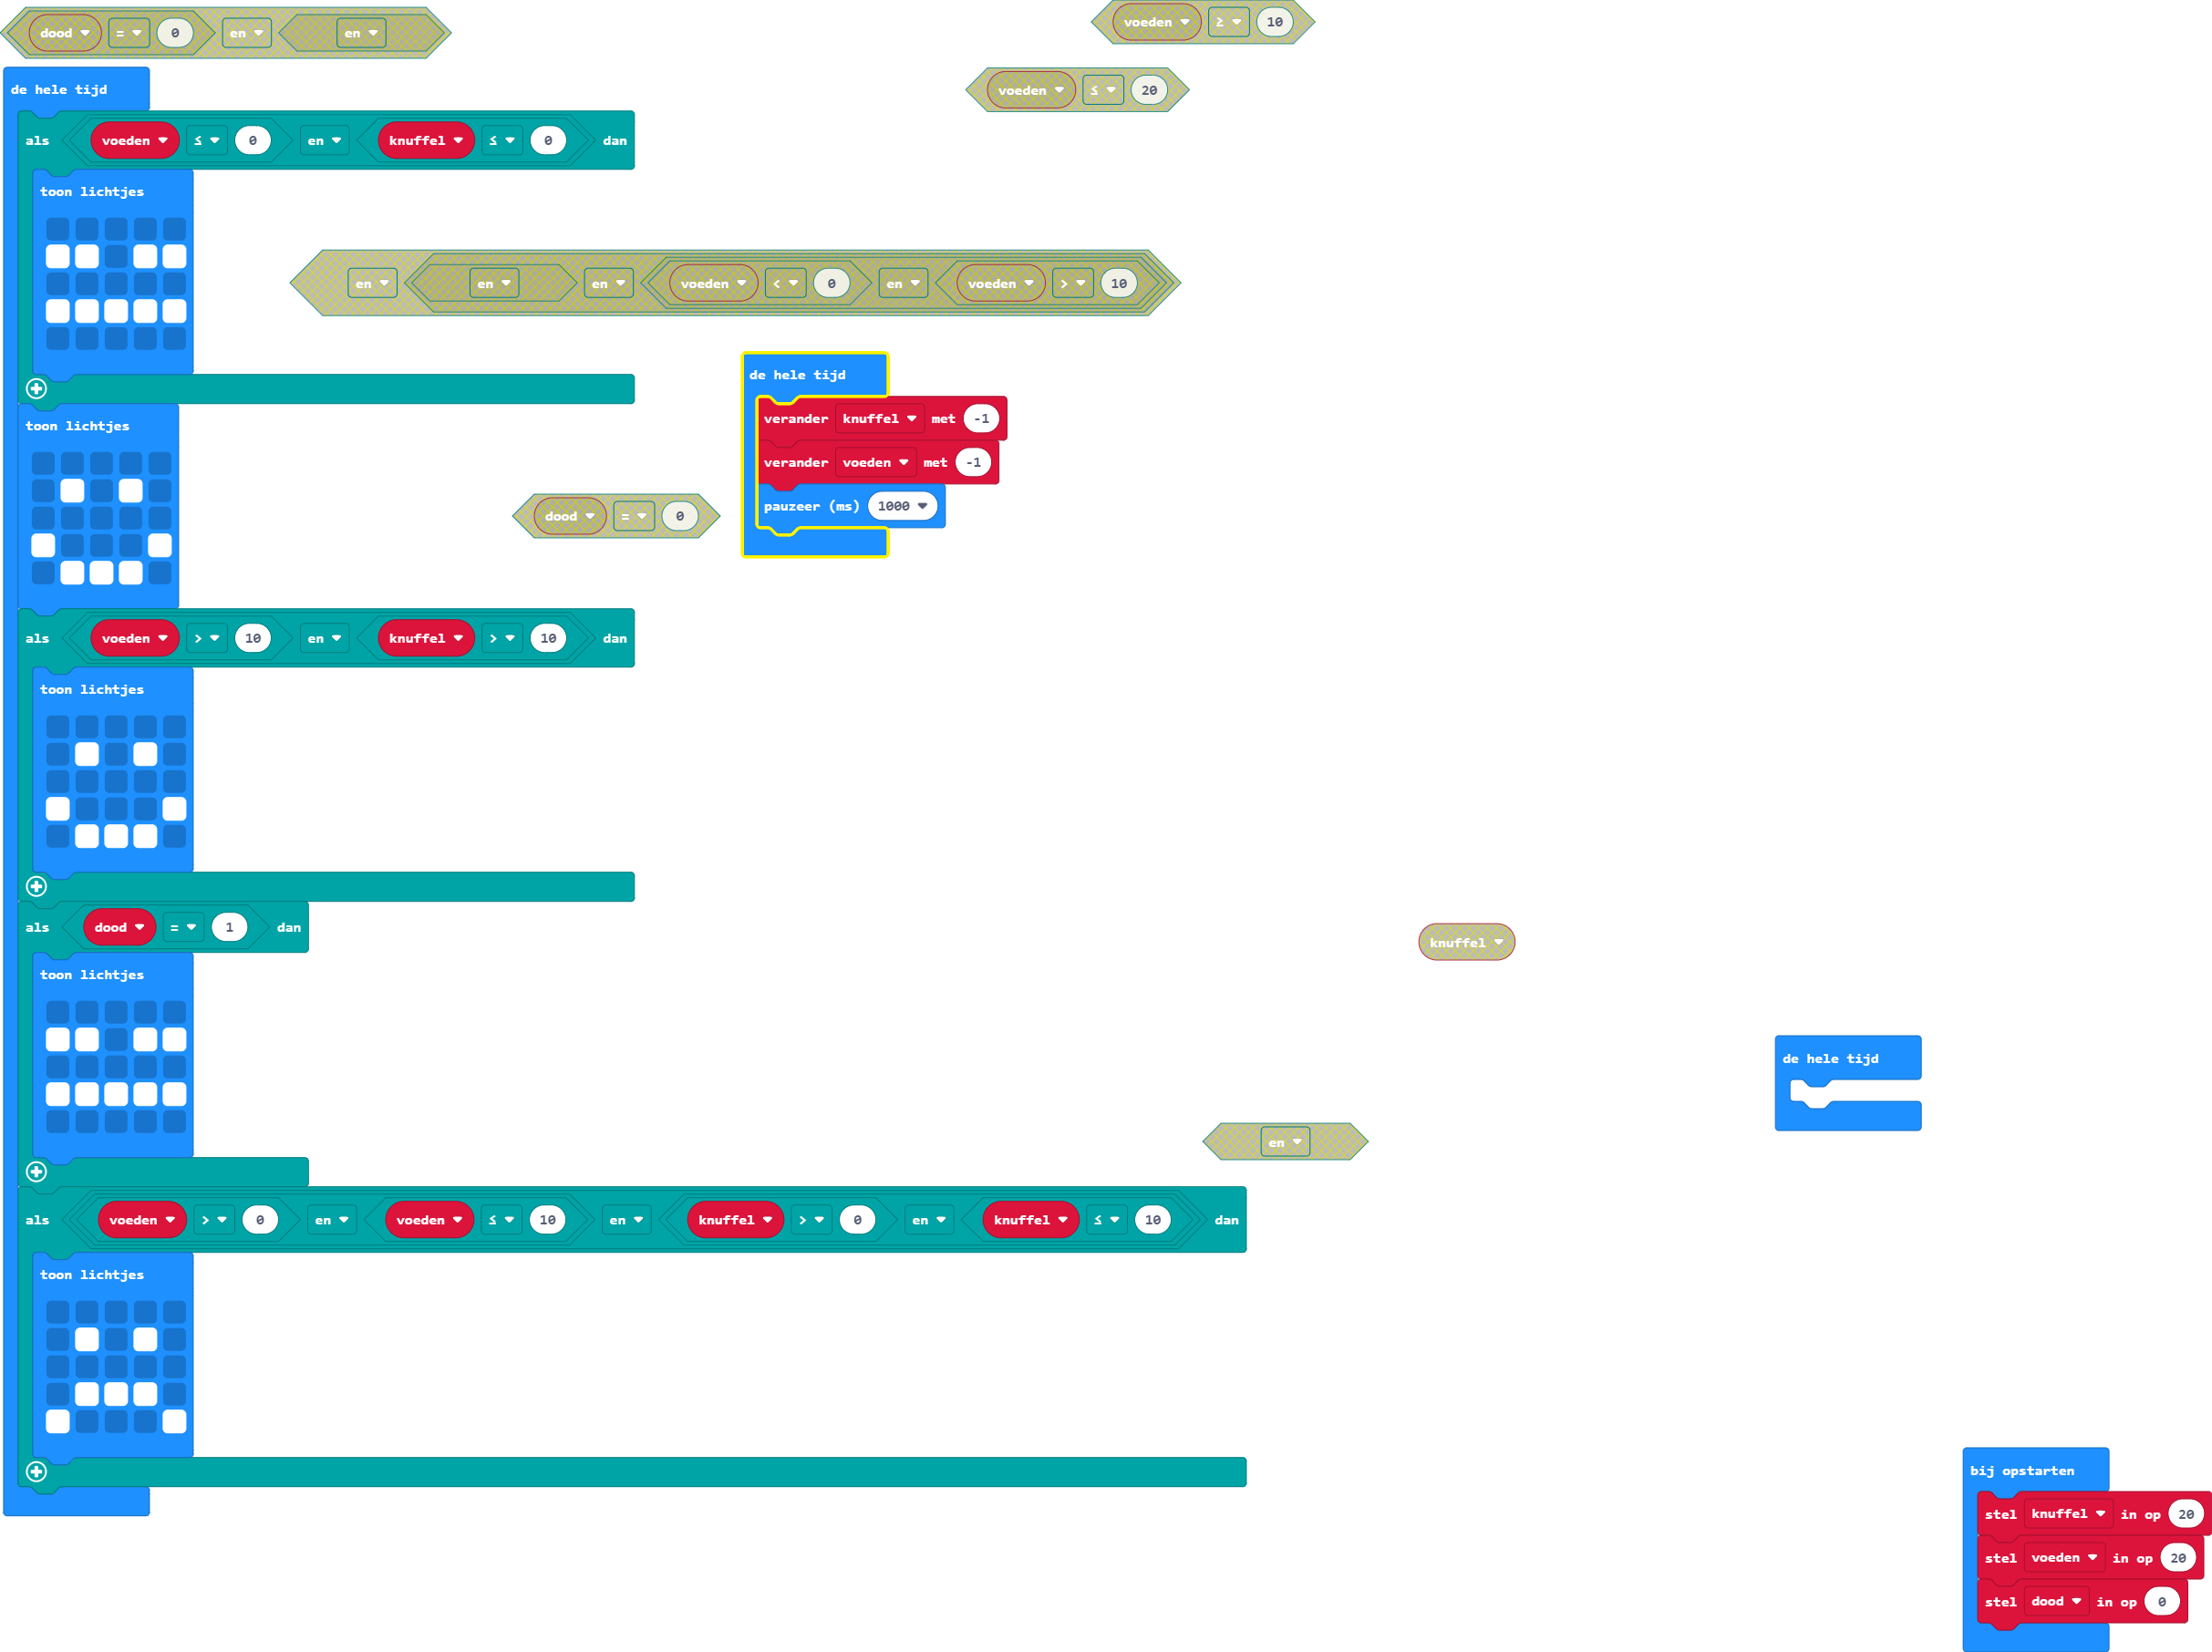 dood = 0 en en
voeden ≥ 10
voeden ≤ 20
de hele tijd
als voeden ≤ 0 en knuffel ≤ 0 dan
toon lichtjes
en en en voeden < 0 en voeden > 10
de hele tijd
verander knuffel met -1
verander voeden met -1
pauzeer (ms) 1000
toon lichtjes
dood = 0
als voeden > 10 en knuffel > 10 dan
toon lichtjes
als dood = 1 dan
knuffel
toon lichtjes
de hele tijd
en
als voeden > 0 en voeden ≤ 10 en knuffel > 0 en knuffel ≤ 10 dan
toon lichtjes
bij opstarten
stel knuffel in op 20
stel voeden in op 20
stel dood in op 0